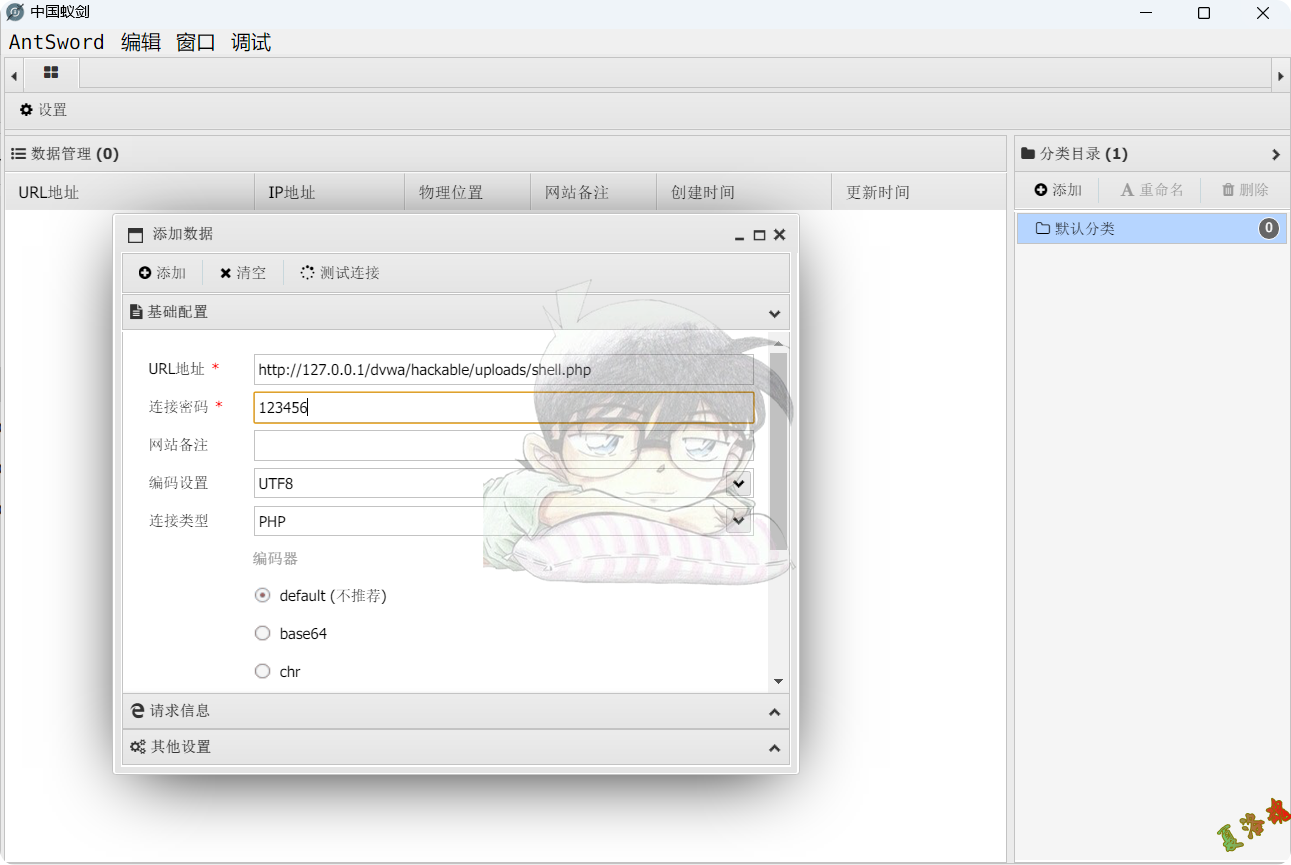 中国蚁剑
AntSword 编辑 窗口 调试
设置
数据管理 (0)
分类目录 (1)
URL地址 IP地址 物理位置 网站备注 创建时间 更新时间
添加 重命名 删除
默认分类 0
添加数据
添加 清空 测试连接
基础配置
URL地址 * http://127.0.0.1/dvwa/hackable/uploads/shell.php
连接密码 * 123456
网站备注
编码设置 UTF8
连接类型 PHP
编码器
default (不推荐)
base64
chr
请求信息
其他设置